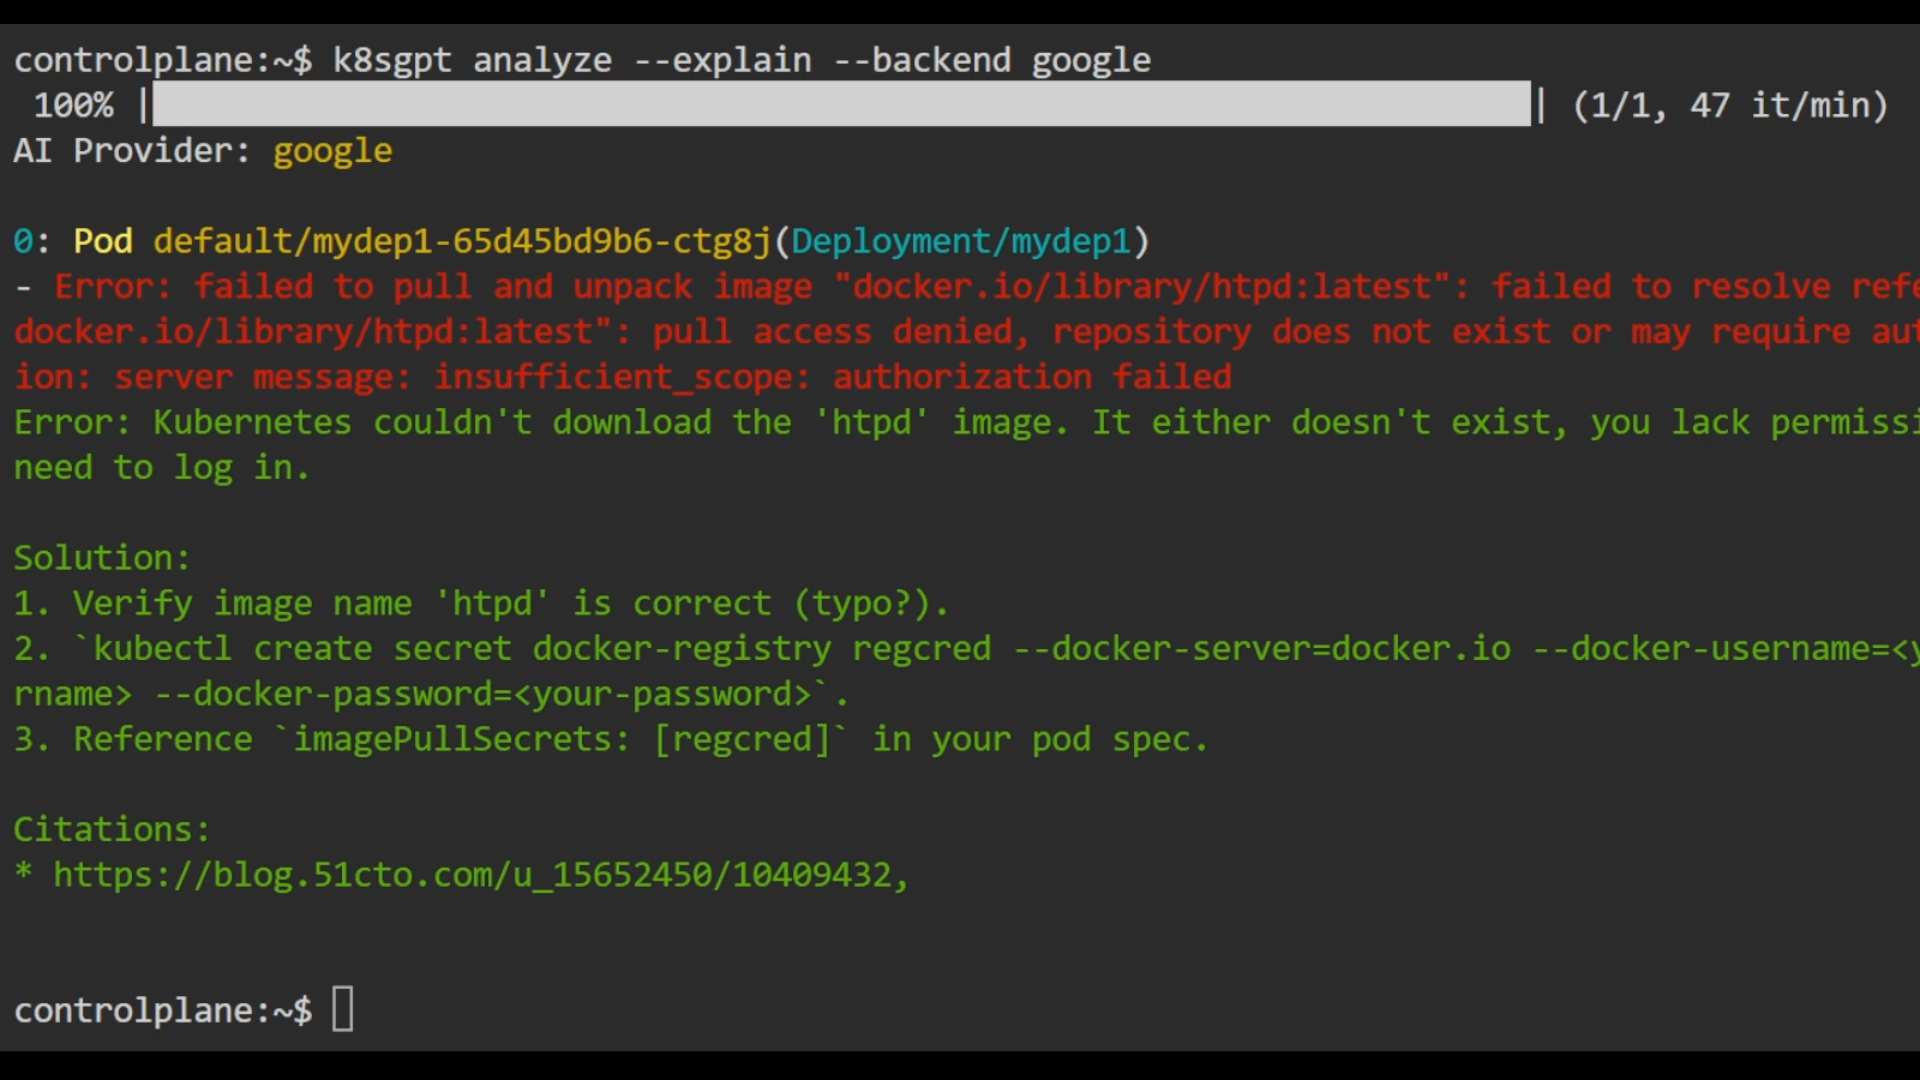 controlplane:~$ k8sgpt analyze --explain --backend google
100% | | (1/1, 47 it/min)
AI Provider: google
0: Pod default/mydep1-65d45bd9b6-ctg8j(Deployment/mydep1)
- Error: failed to pull and unpack image "docker.io/library/htpd:latest": failed to resolve refe
docker.io/library/htpd:latest": pull access denied, repository does not exist or may require aut
ion: server message: insufficient_scope: authorization failed
Error: Kubernetes couldn't download the 'htpd' image. It either doesn't exist, you lack permissi
need to log in.
Solution:
1. Verify image name 'htpd' is correct (typo?).
2. `kubectl create secret docker-registry regcred --docker-server=docker.io --docker-username=<y
rname> --docker-password=<your-password>`.
3. Reference `imagePullSecrets: [regcred]` in your pod spec.
Citations:
* https://blog.51cto.com/u_15652450/10409432,
controlplane:~$